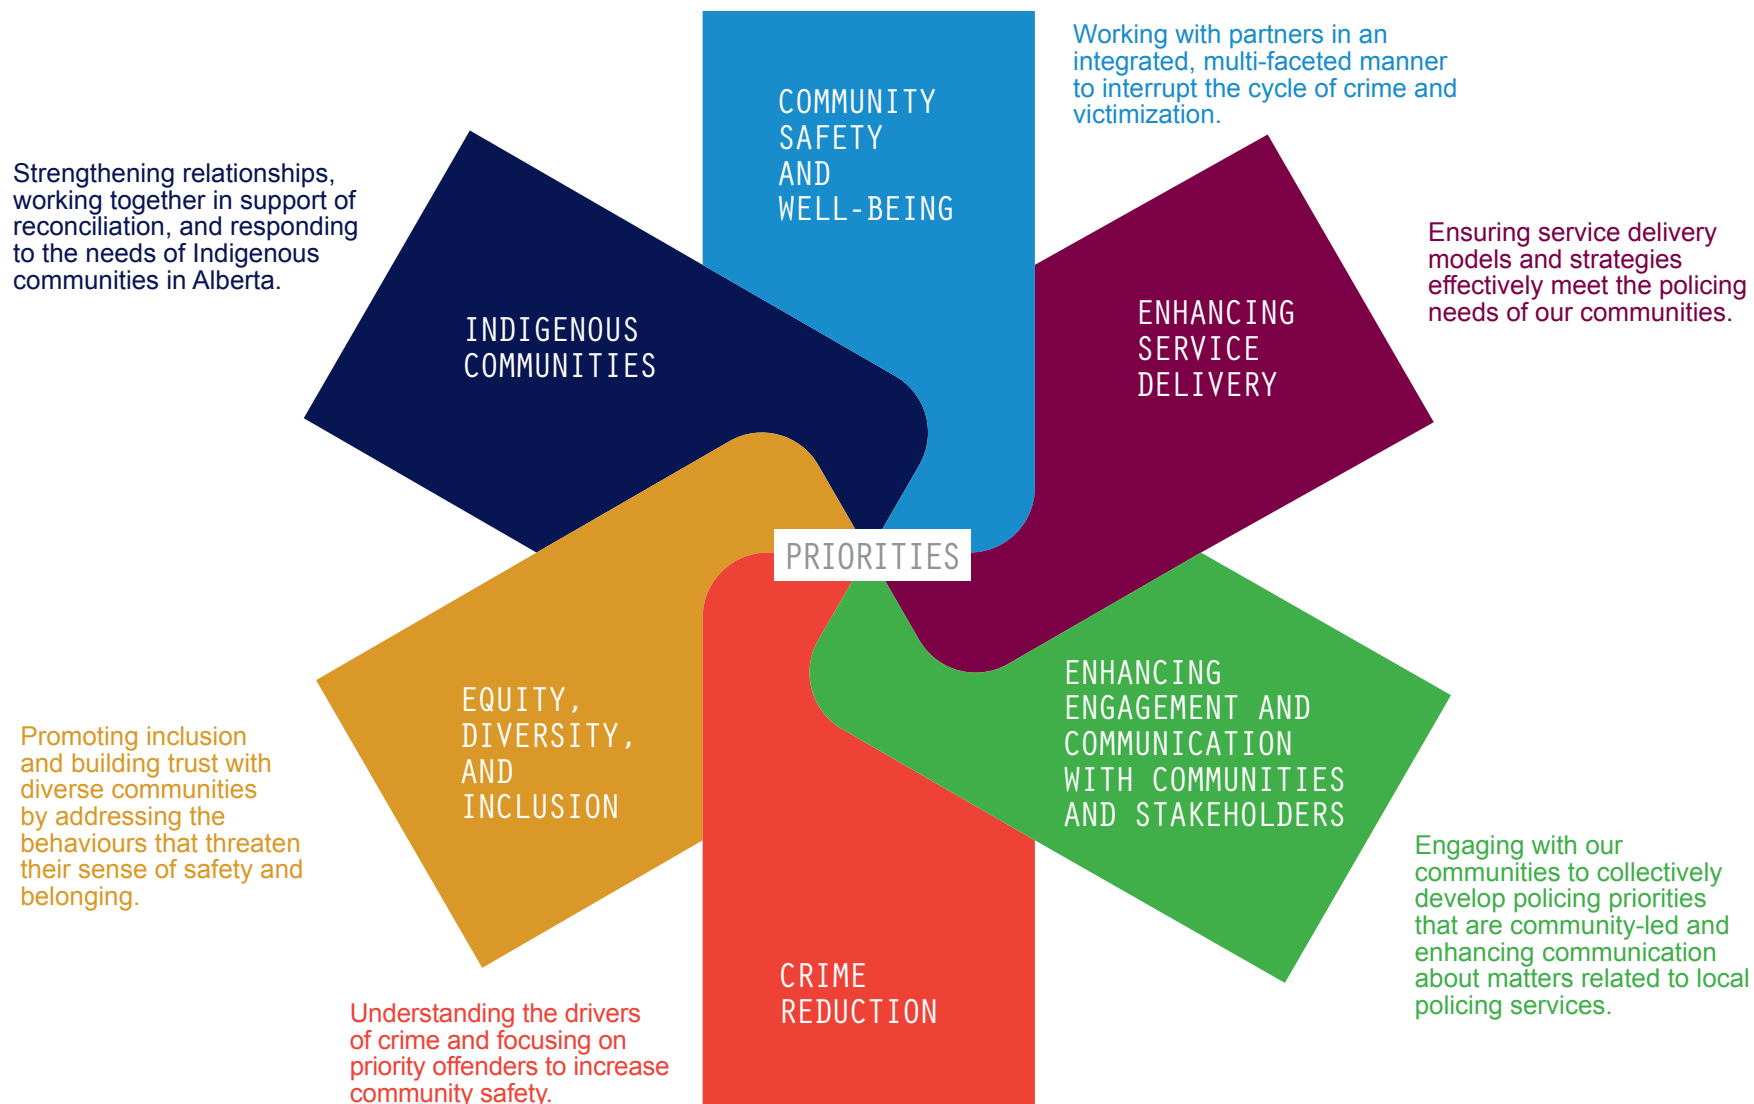 COMMUNITY
SAFETY
AND
WELL-BEING
Working with partners in an
integrated, multi-faceted manner
to interrupt the cycle of crime and
victimization.
ENHANCING
SERVICE
DELIVERY
Ensuring service delivery
models and strategies
effectively meet the policing
needs of our communities.
ENHANCING
ENGAGEMENT AND
COMMUNICATION
WITH COMMUNITIES
AND STAKEHOLDERS
Engaging with our
communities to collectively
develop policing priorities
that are community-led and
enhancing communication
about matters related to local
policing services.
CRIME
REDUCTION
Understanding the drivers
of crime and focusing on
priority offenders to increase
community safety.
EQUITY,
DIVERSITY,
AND
INCLUSION
Promoting inclusion
and building trust with
diverse communities
by addressing the
behaviours that threaten
their sense of safety and
belonging.
INDIGENOUS
COMMUNITIES
Strengthening relationships,
working together in support of
reconciliation, and responding
to the needs of Indigenous
communities in Alberta.
PRIORITIES